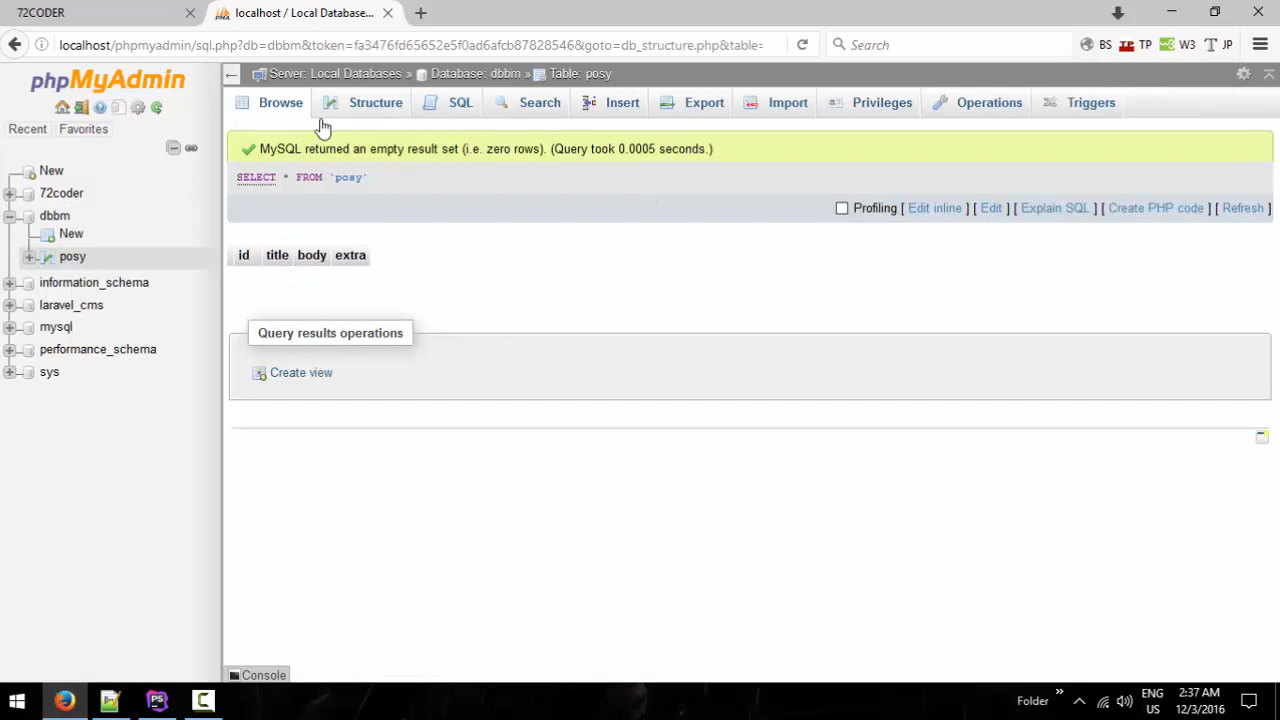 72CODER
localhost / Local Database...
localhost/phpmyadmin/sql.php?db=dbbm&token=fa3476fd65652e5f0ad6afcb87828546&goto=db_structure.php&table=
Search
BS TP W3 JP
phpMyAdmin
Recent Favorites
New
72coder
dbbm
New
posy
information_schema
laravel_cms
mysql
performance_schema
sys
Server: Local Databases » Database: dbbm » Table: posy
Browse Structure SQL Search Insert Export Import Privileges Operations Triggers
MySQL returned an empty result set (i.e. zero rows). (Query took 0.0005 seconds.)
SELECT * FROM `posy`
Profiling [ Edit inline ] [ Edit ] [ Explain SQL ] [ Create PHP code ] [ Refresh ]
id title body extra
Query results operations
Create view
Console
Folder
ENG
US
2:37 AM
12/3/2016